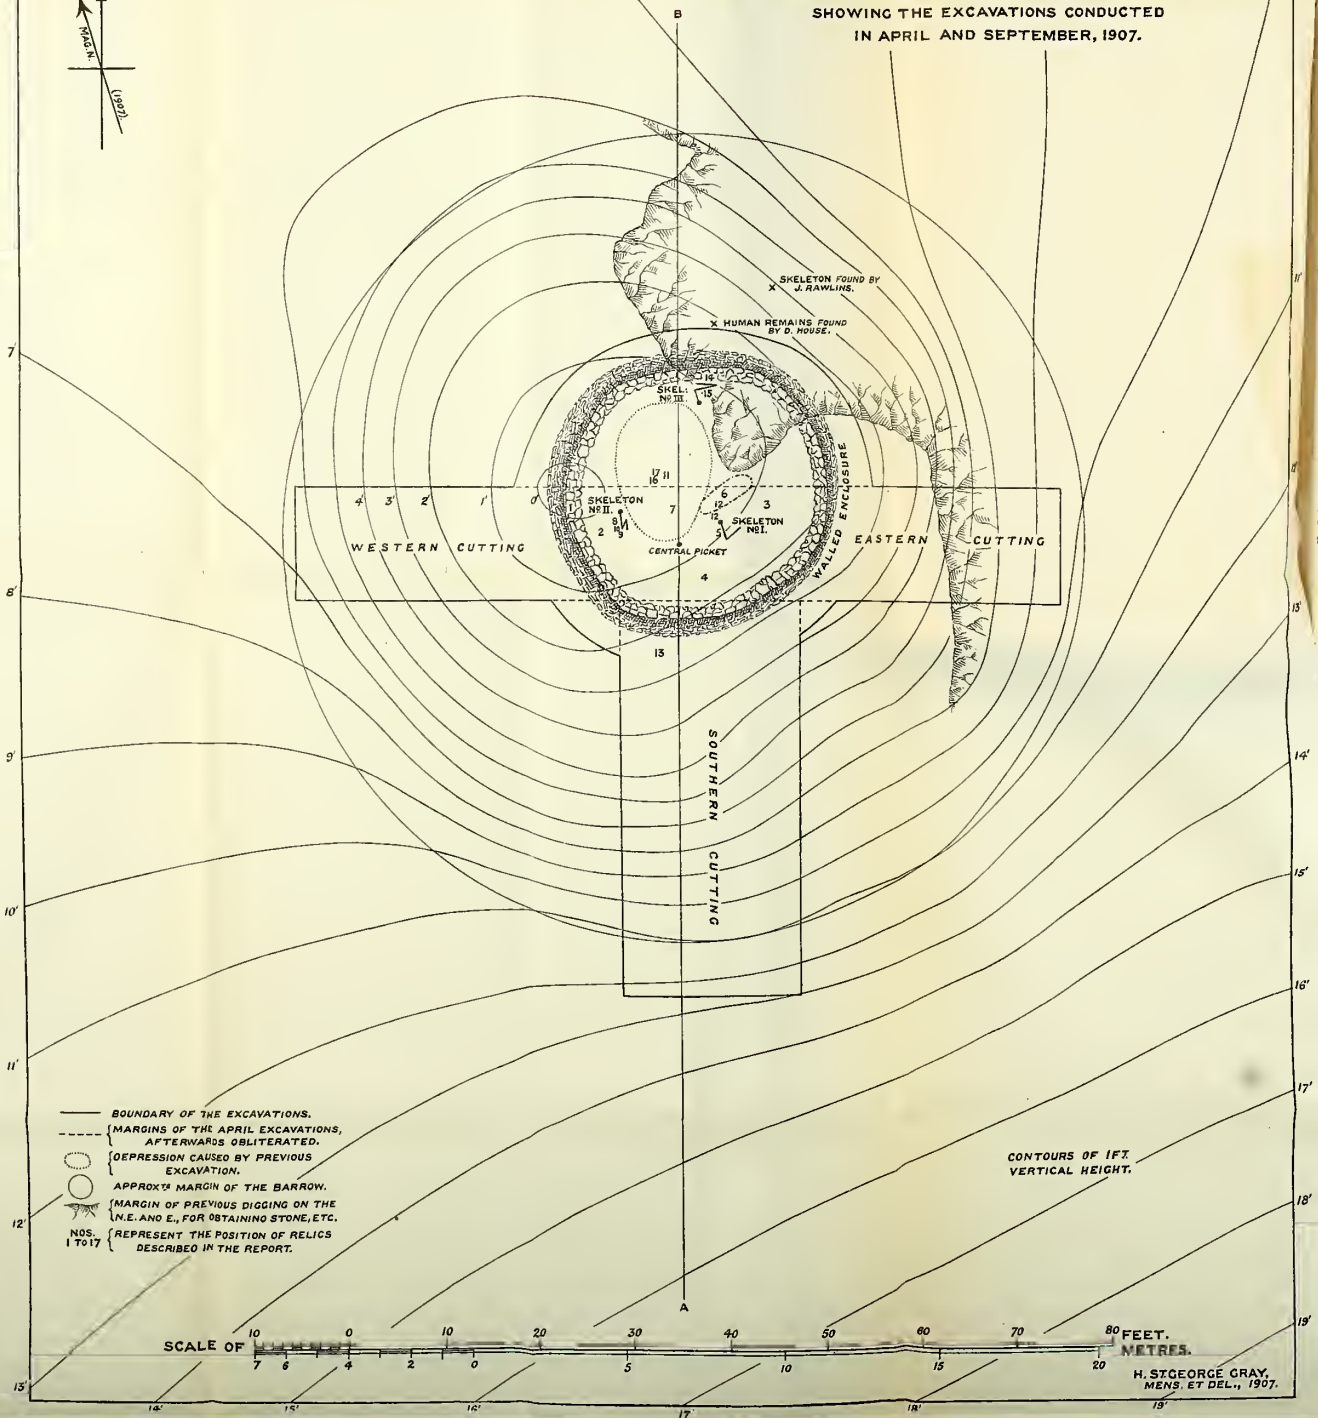 SHOWING THE EXCAVATIONS CONDUCTED
IN APRIL AND SEPTEMBER, 1907.
B
MAG. N.
(1907)
SKELETON FOUND BY
J. RAWLINS.
HUMAN REMAINS FOUND
BY D. HOUSE.
11'
7'
14
SKEL:
Nº III.
15
17 11
16
4' 3' 2' 1' 0'
1
SKELETON
Nº II.
2
8
10
9
7
6
12
12
3
5
SKELETON
Nº I.
CENTRAL PICKET
4
WALLED ENCLOSURE
WESTERN CUTTING
EASTERN CUTTING
8'
13'
13
SOUTHERN CUTTING
9'
14'
10'
15'
16'
11'
17'
BOUNDARY OF THE EXCAVATIONS.
MARGINS OF THE APRIL EXCAVATIONS,
AFTERWARDS OBLITERATED.
DEPRESSION CAUSED BY PREVIOUS
EXCAVATION.
APPROXTE MARGIN OF THE BARROW.
MARGIN OF PREVIOUS DIGGING ON THE
N.E. AND E., FOR OBTAINING STONE, ETC.
NOS.
1 TO 17
REPRESENT THE POSITION OF RELICS
DESCRIBED IN THE REPORT.
CONTOURS OF 1 FT.
VERTICAL HEIGHT.
18'
12'
A
19'
SCALE OF
10 0 10 20 30 40 50 60 70 80 FEET.
7 6 4 2 0 5 10 15 20 METRES.
H. ST. GEORGE GRAY,
MENS. ET DEL., 1907.
13'
14' 15' 16' 17' 18' 19'